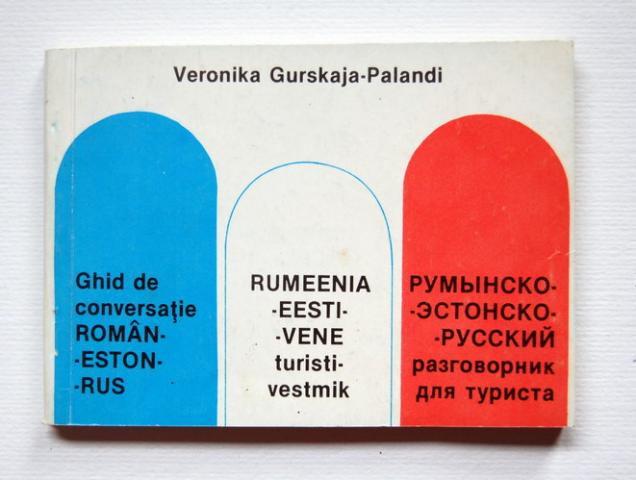 Veronika Gurskaja-Palandi
Ghid de
conversaţie
ROMÂN-
-ESTON-
-RUS
RUMEENIA
-EESTI-
-VENE
turisti-
vestmik
РУМЫНСКО-
-ЭСТОНСКО-
-РУССКИЙ
разговорник
для туриста